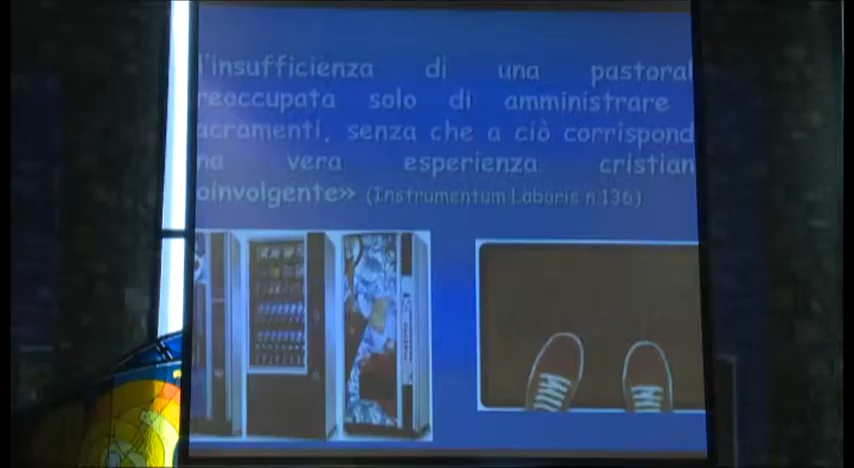 l'insufficienza di una pastoral
reoccupata solo di amministrare
acramenti, senza che a ciò corrispond
na vera esperienza cristian
oinvolgente» (Instrumentum Laboris n 136)